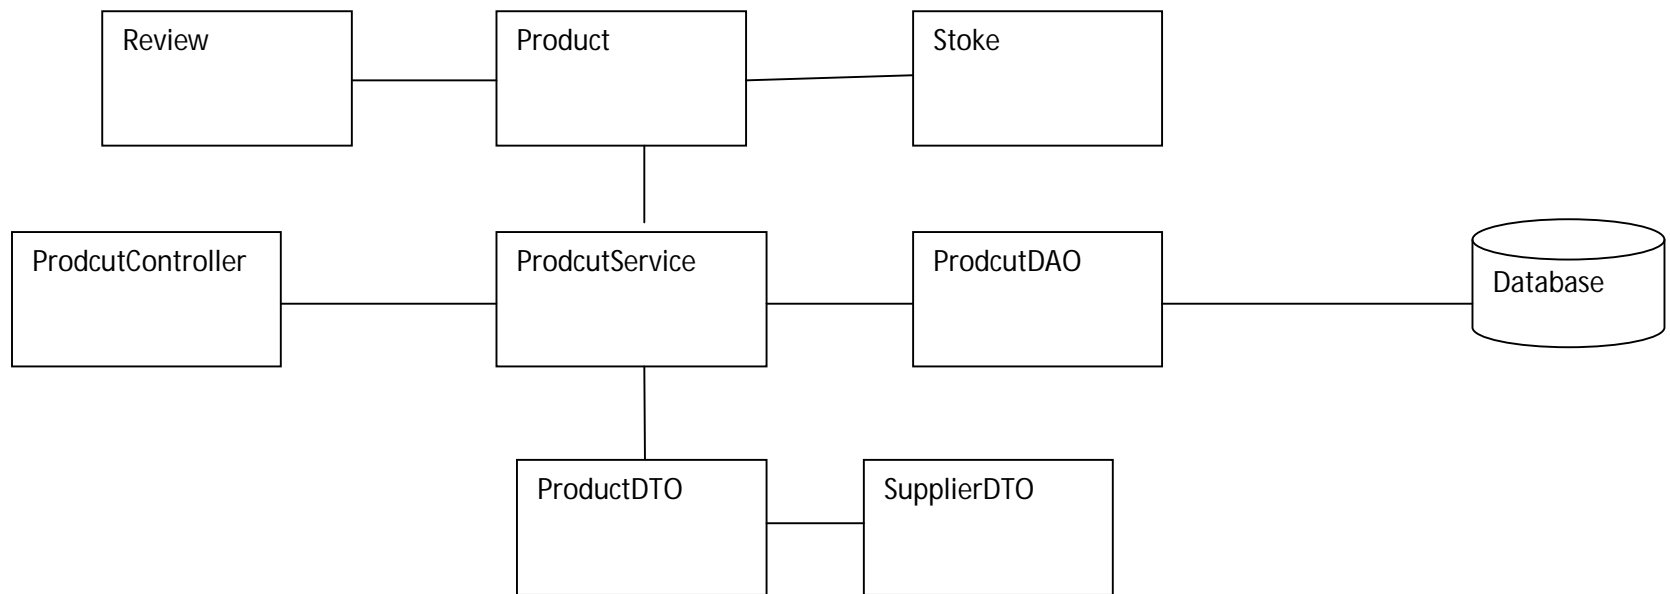 Review
Product
Stoke
ProdcutController
ProdcutService
ProdcutDAO
Database
ProductDTO
SupplierDTO